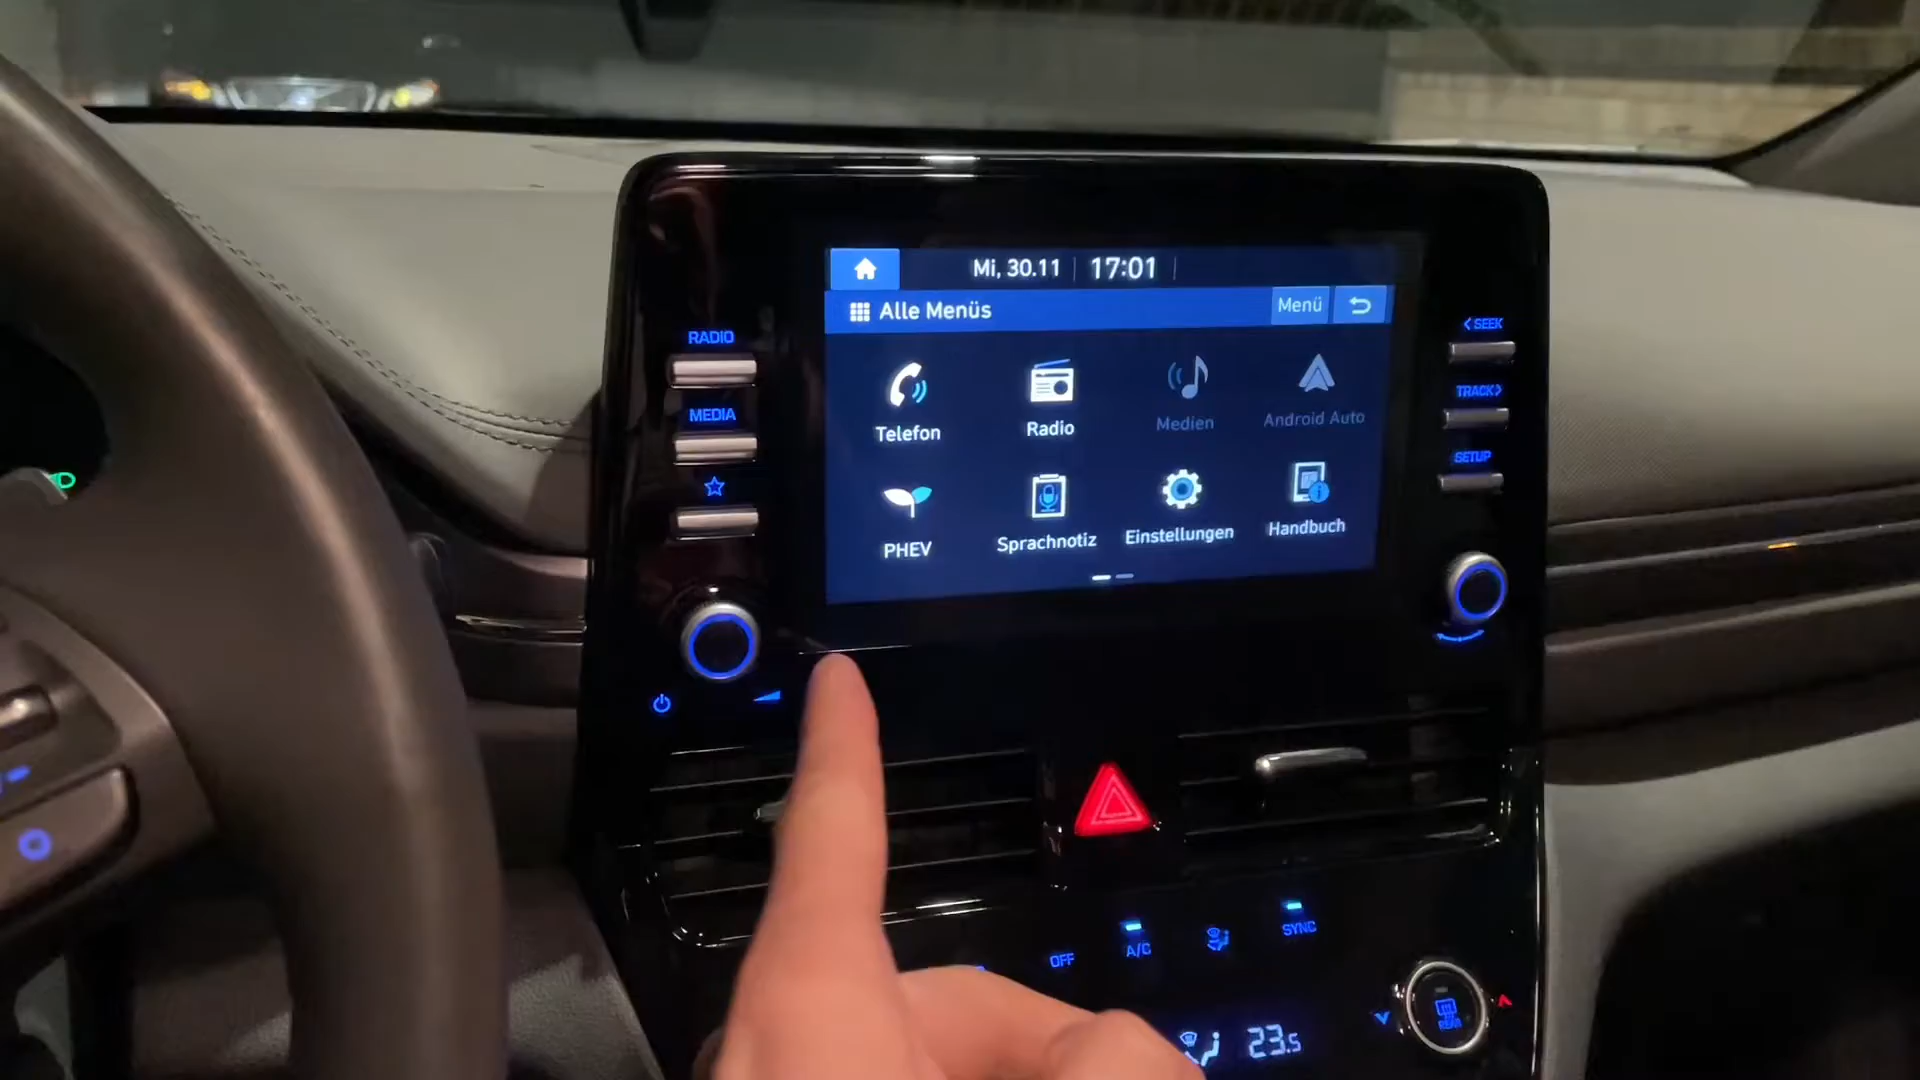 Mi, 30.11 17:01
Alle Menüs Menü
RADIO
MEDIA
Telefon Radio Medien Android Auto
PHEV Sprachnotiz Einstellungen Handbuch
< SEEK
TRACK >
SETUP
OFF A/C SYNC
23.5
REAR